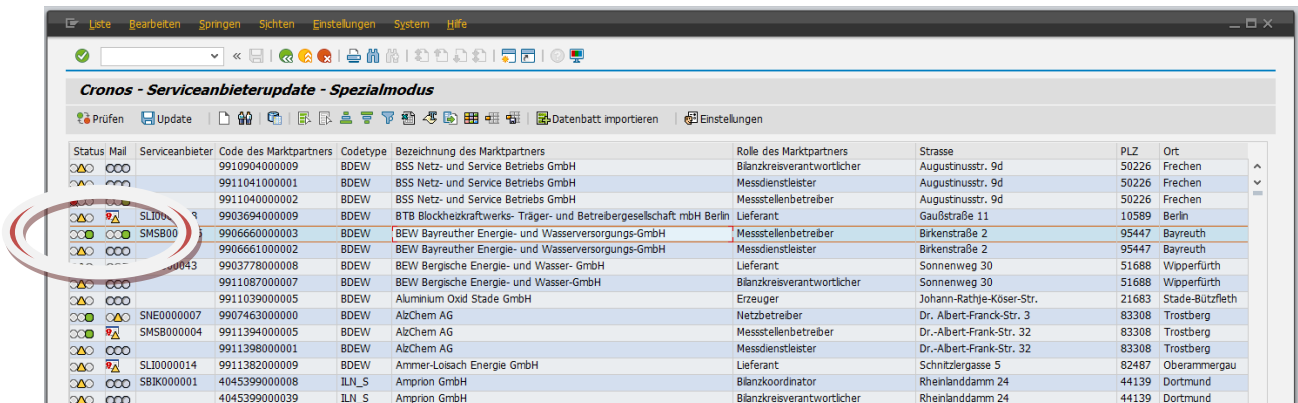 Liste Bearbeiten Springen Sichten Einstellungen System Hilfe
Cronos - Serviceanbieterupdate - Spezialmodus
Prüfen Update Datenbatt importieren Einstellungen
Status Mail Serviceanbieter Code des Marktpartners Codetype Bezeichnung des Marktpartners Rolle des Marktpartners Strasse PLZ Ort
9910904000009 BDEW BSS Netz- und Service Betriebs GmbH Bilanzkreisverantwortlicher Augustinusstr. 9d 50226 Frechen
9911041000001 BDEW BSS Netz- und Service Betriebs GmbH Messdienstleister Augustinusstr. 9d 50226 Frechen
9911040000002 BDEW BSS Netz- und Service Betriebs GmbH Messstellenbetreiber Augustinusstr. 9d 50226 Frechen
9903694000009 BDEW BTB Blockheizkraftwerks- Träger- und Betreibergesellschaft mbH Berlin Lieferant Gaußstraße 11 10589 Berlin
9906660000003 BDEW BEW Bayreuther Energie- und Wasserversorgungs-GmbH Messstellenbetreiber Birkenstraße 2 95447 Bayreuth
9906661000002 BDEW BEW Bayreuther Energie- und Wasserversorgungs-GmbH Messdienstleister Birkenstraße 2 95447 Bayreuth
9903778000008 BDEW BEW Bergische Energie- und Wasser- GmbH Lieferant Sonnenweg 30 51688 Wipperfürth
9911087000007 BDEW BEW Bergische Energie- und Wasser-GmbH Bilanzkreisverantwortlicher Sonnenweg 30 51688 Wipperfürth
9911039000005 BDEW Aluminium Oxid Stade GmbH Erzeuger Johann-Rathje-Köser-Str. 21683 Stade-Bützfleth
SNE0000007 9907463000000 BDEW AlzChem AG Netzbetreiber Dr. Albert-Franck-Str. 3 83308 Trostberg
SMSB000004 9911394000005 BDEW AlzChem AG Messstellenbetreiber Dr.-Albert-Frank-Str. 32 83308 Trostberg
9911398000001 BDEW AlzChem AG Messdienstleister Dr.-Albert-Frank-Str. 32 83308 Trostberg
SLI0000014 9911382000009 BDEW Ammer-Loisach Energie GmbH Lieferant Schnitzlergasse 5 82487 Oberammergau
SBIK000001 4045399000008 ILN_S Amprion GmbH Bilanzkoordinator Rheinlanddamm 24 44139 Dortmund
4045399000039 ILN_S Amprion GmbH Bilanzkreisverantwortlicher Rheinlanddamm 24 44139 Dortmund